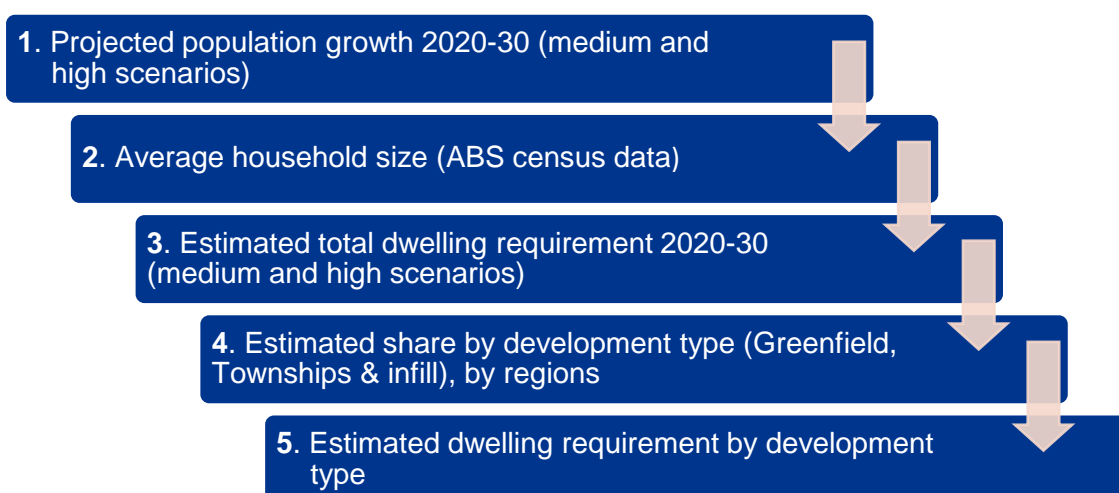 1. Projected population growth 2020-30 (medium and
high scenarios)
2. Average household size (ABS census data)
3. Estimated total dwelling requirement 2020-30
(medium and high scenarios)
4. Estimated share by development type (Greenfield,
Townships & infill), by regions
5. Estimated dwelling requirement by development
type